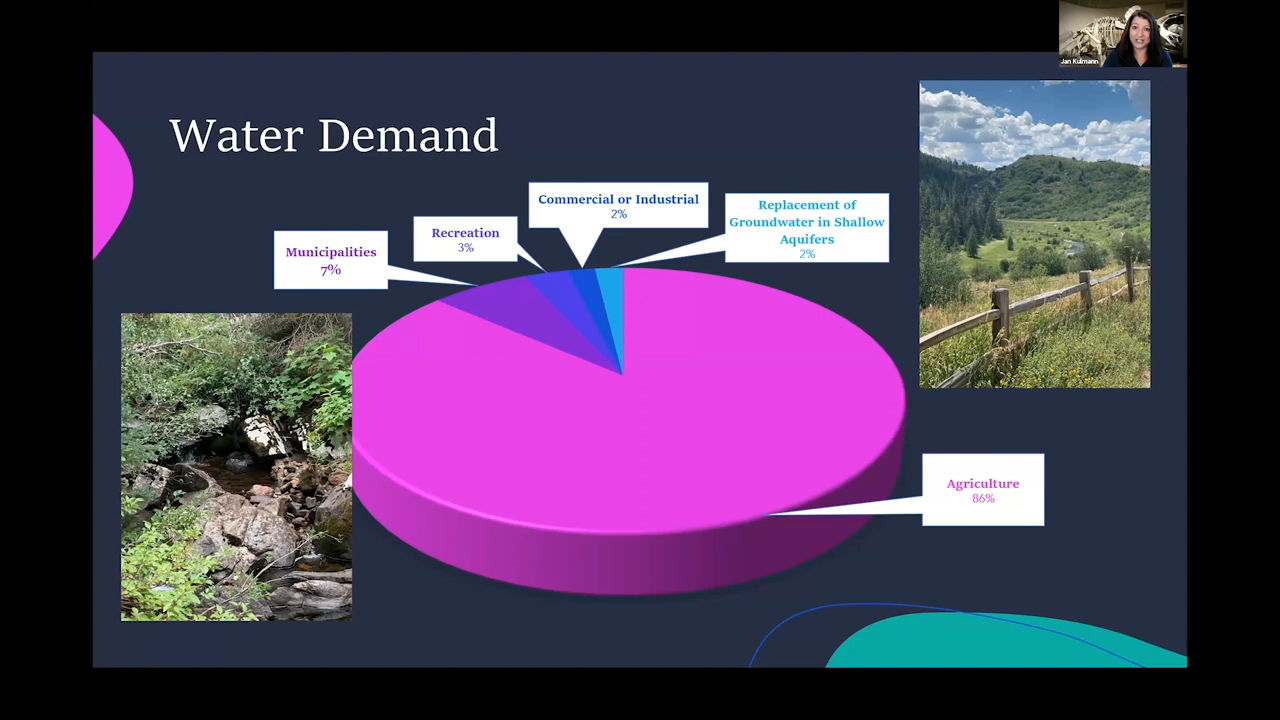 Jan Kulmann
Water Demand
Commercial or Industrial
2%
Replacement of
Groundwater in Shallow
Aquifers
2%
Recreation
3%
Municipalities
7%
Agriculture
86%